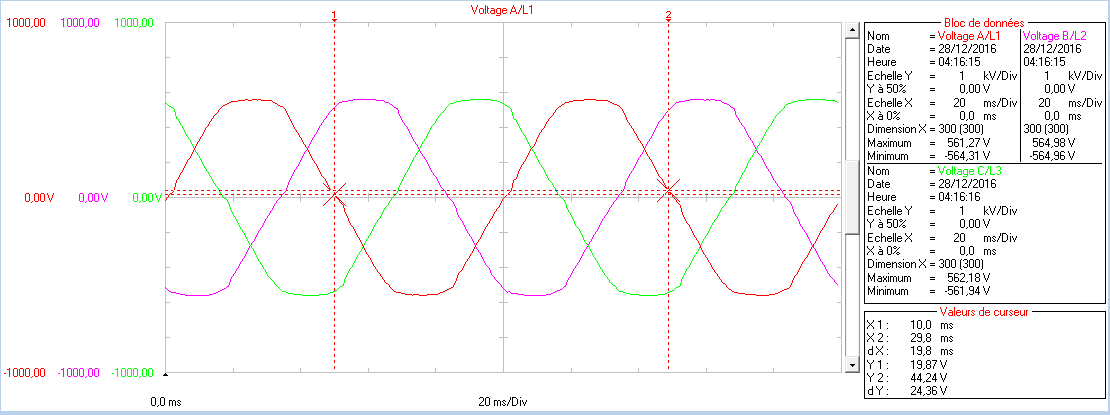 Voltage A/L1
1000,00 1000,00 1000,00
1 2
0,00V 0,00V 0,00V
-1000,00 -1000,00 -1000,00
0,0 ms 20 ms/Div
Bloc de données
Nom = Voltage A/L1 Voltage B/L2
Date = 28/12/2016 28/12/2016
Heure = 04:16:15 04:16:15
Echelle Y = 1 kV/Div 1 kV/Div
Y à 50% = 0,00 V 0,00 V
Echelle X = 20 ms/Div 20 ms/Div
X à 0% = 0,0 ms 0,0 ms
Dimension X = 300 (300) 300 (300)
Maximum = 561,27 V 564,98 V
Minimum = -564,31 V -564,96 V
Nom = Voltage C/L3
Date = 28/12/2016
Heure = 04:16:16
Echelle Y = 1 kV/Div
Y à 50% = 0,00 V
Echelle X = 20 ms/Div
X à 0% = 0,0 ms
Dimension X = 300 (300)
Maximum = 562,18 V
Minimum = -561,94 V
Valeurs de curseur
X 1 : 10,0 ms
X 2 : 29,8 ms
d X : 19,8 ms
Y 1 : 19,87 V
Y 2 : 44,24 V
d Y : 24,36 V